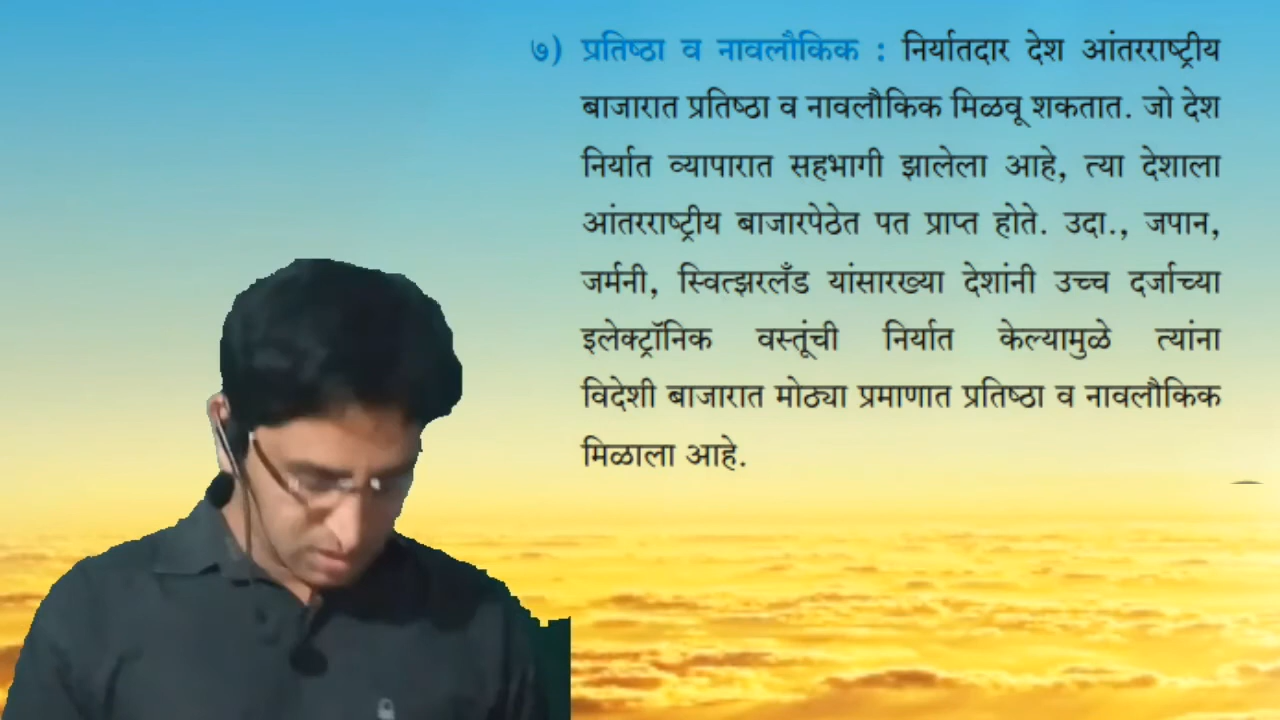 ७) प्रतिष्ठा व नावलौकिक : निर्यातदार देश आंतरराष्ट्रीय
बाजारात प्रतिष्ठा व नावलौकिक मिळवू शकतात. जो देश
निर्यात व्यापारात सहभागी झालेला आहे, त्या देशाला
आंतरराष्ट्रीय बाजारपेठेत पत प्राप्त होते. उदा., जपान,
जर्मनी, स्वित्झरलँड यांसारख्या देशांनी उच्च दर्जाच्या
इलेक्ट्रॉनिक वस्तूंची निर्यात केल्यामुळे त्यांना
विदेशी बाजारात मोठ्या प्रमाणात प्रतिष्ठा व नावलौकिक
मिळाला आहे.